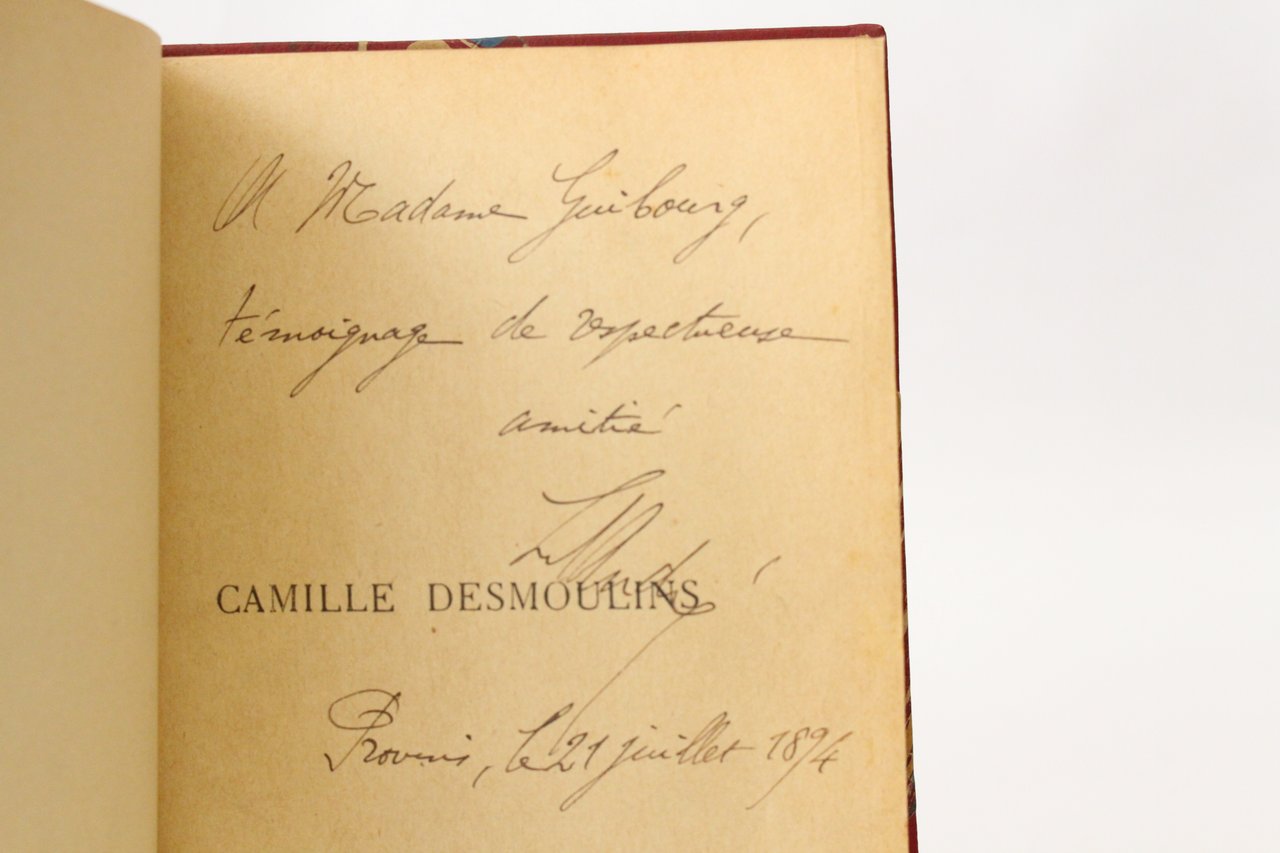 A Madame Guibourg,
témoignage de respectueuse
amitié
CAMILLE DESMOULINS
Provins, le 21 juillet 1894